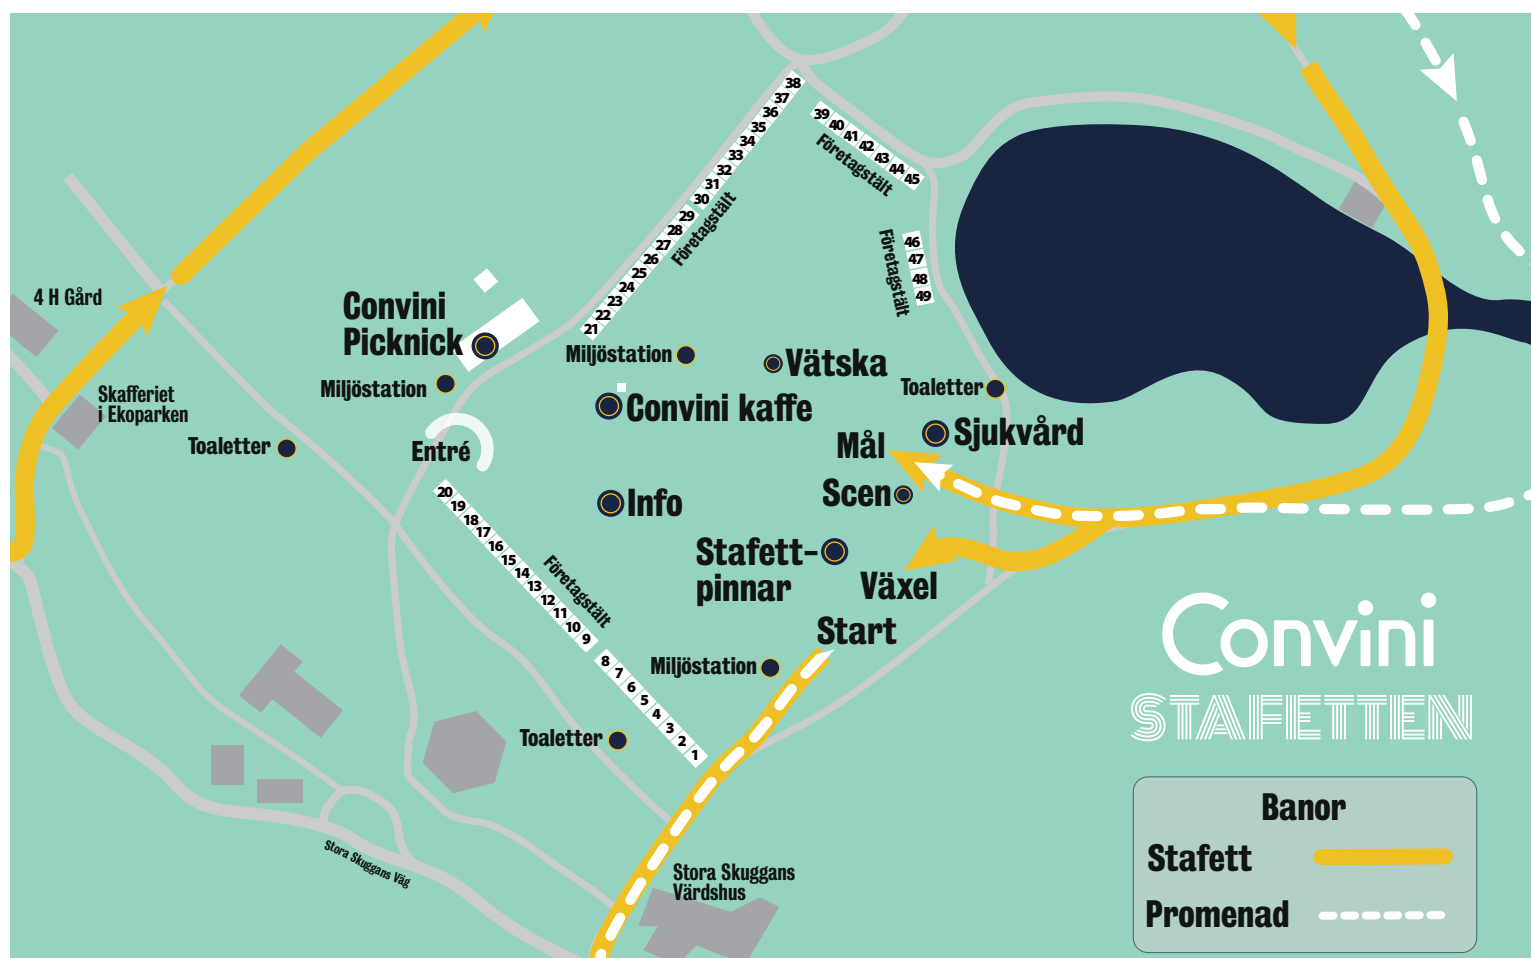 38
37
36
35
34
33
32
31
30
29
28
27
26
25
24
23
22
21
Företagstält
39
40
41
42
43
44
45
Företagstält
46
47
48
49
Företagstält
4 H Gård
Convini
Picknick
Miljöstation
Miljöstation
Vätska
Skafferiet
i Ekoparken
Toaletter
Convini kaffe
Toaletter
Sjukvård
Mål
Entré
Scen
Info
20
19
18
17
16
15
14
13
12
11
10
9
8
7
6
5
4
3
2
1
Företagstält
Stafett-
pinnar
Växel
Start
Miljöstation
Toaletter
Convini
STAFETTEN
Stora Skuggans Väg
Stora Skuggans
Värdshus
Banor
Stafett
Promenad